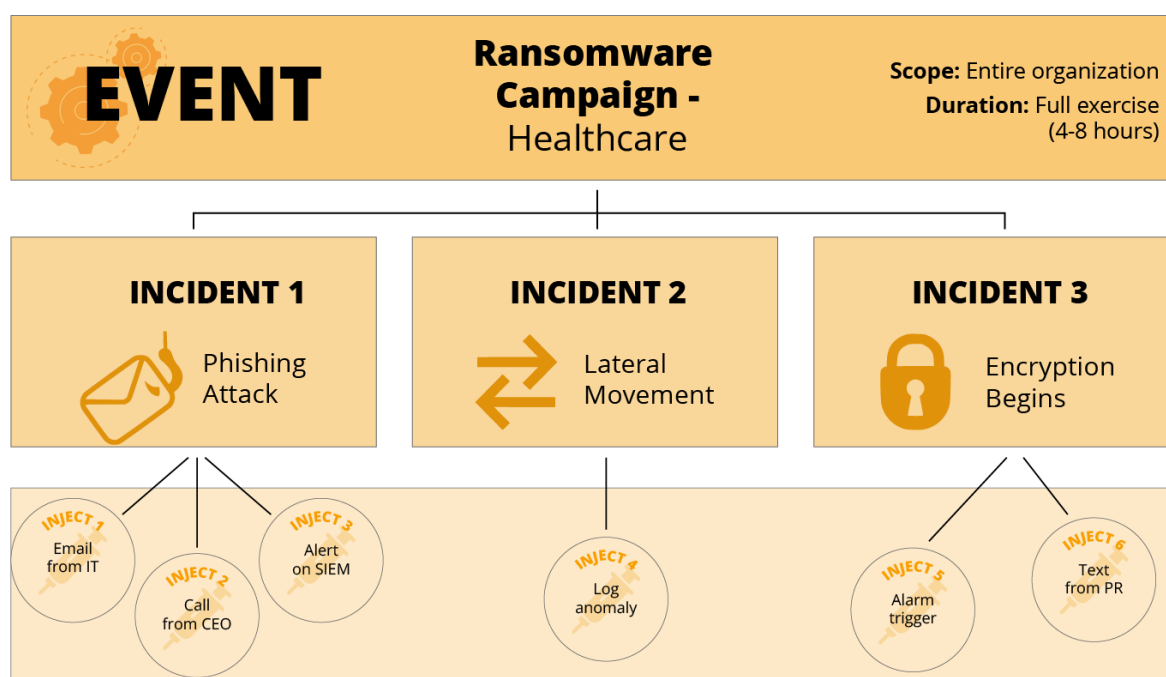 EVENT
Ransomware
Campaign -
Healthcare
Scope: Entire organization
Duration: Full exercise
(4-8 hours)
INCIDENT 1
Phishing
Attack
INCIDENT 2
Lateral
Movement
INCIDENT 3
Encryption
Begins
INJECT 1
Email
from IT
INJECT 2
Call
from CEO
INJECT 3
Alert
on SIEM
INJECT 4
Log
anomaly
INJECT 5
Alarm
trigger
INJECT 6
Text
from PR